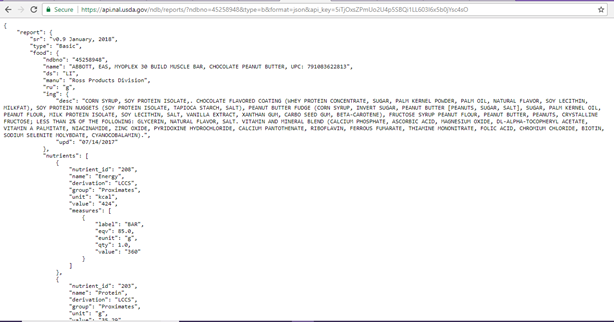 Secure | https://api.nal.usda.gov/ndb/reports/?ndbno=45258948&type=b&format=json&api_key=
{
"report": {
"sr": "v0.9 January, 2018",
"type": "Basic",
"food": {
"ndbno": "45258948",
"name": "ABBOTT, EAS, MYOPLEX 30 BUILD MUSCLE BAR, CHOCOLATE PEANUT BUTTER, UPC: 791083622813",
"ds": "LI",
"manu": "Ross Products Division",
"ru": "g",
"ing": {
"desc": "CORN SYRUP, SOY PROTEIN ISOLATE,. CHOCOLATE FLAVORED COATING (WHEY PROTEIN CONCENTRATE, SUGAR, PALM KERNEL POWDER, PALM OIL, NATURAL FLAVOR, SOY LECITHIN,
MILKFAT), SOY PROTEIN NUGGETS (SOY PROTEIN ISOLATE, TAPIOCA STARCH, SALT), PEANUT BUTTER FUDGE (CORN SYRUP, INVERT SUGAR, PEANUT BUTTER [PEANUTS, SUGAR, SALT], SUGAR, PALM KERNEL OIL,
PEANUT FLOUR, MILK PROTEIN ISOLATE, SOY LECITHIN, SALT, VANILLA EXTRACT, XANTHAN GUM, CARBO SEED GUM, BETA-CAROTENE), FRUCTOSE SYRUP PEANUT FLOUR, PEANUT BUTTER, PEANUTS, CRYSTALLINE
FRUCTOSE; LESS THAN 2% OF THE FOLLOWING: GLYCERIN, NATURAL FLAVOR, SALT. VITAMIN AND MINERAL BLEND (CALCIUM PHOSPHATE, ASCORBIC ACID, MAGNESIUM OXIDE, DL-ALPHA-TOCOPHERYL ACETATE,
VITAMIN A PALMITATE, NIACINAMIDE, ZINC OXIDE, PYRIDOXINE HYDROCHLORIDE, CALCIUM PANTOTHENATE, RIBOFLAVIN, FERROUS FUMARATE, THIAMINE MONONITRATE, FOLIC ACID, CHROMIUM CHLORIDE, BIOTIN,
SODIUM SELENITE MOLYBDATE, CYANOCOBALAMIN).",
"upd": "07/14/2017"
},
"nutrients": [
{
"nutrient_id": "208",
"name": "Energy",
"derivation": "LCCS",
"group": "Proximates",
"unit": "kcal",
"value": "424",
"measures": [
{
"label": "BAR",
"eqv": 85.0,
"eunit": "g",
"qty": 1.0,
"value": "360"
}
]
},
{
"nutrient_id": "203",
"name": "Protein",
"derivation": "LCCS",
"group": "Proximates",
"unit": "g",